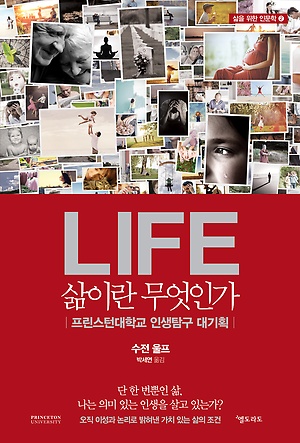 삶을 위한 인문학 2
LIFE
삶이란 무엇인가
| 프린스턴대학교 인생탐구 대기획 |
수전 울프
박세연 옮김
단 한 번뿐인 삶,
나는 의미 있는 인생을 살고 있는가?
오직 이성과 논리로 밝혀낸 가치 있는 삶의 조건
PRINCETON
UNIVERSITY
엘도라도